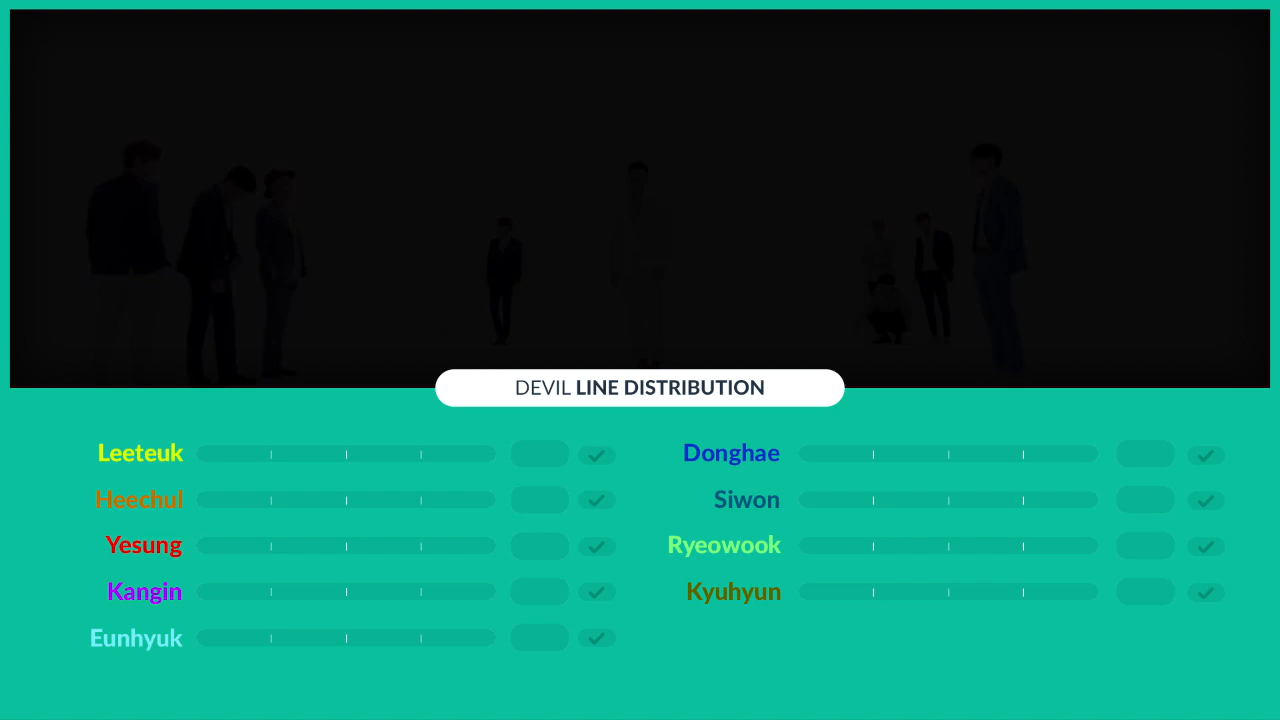 DEVIL LINE DISTRIBUTION
Leeteuk
Heechul
Yesung
Kangin
Eunhyuk
Donghae
Siwon
Ryeowook
Kyuhyun